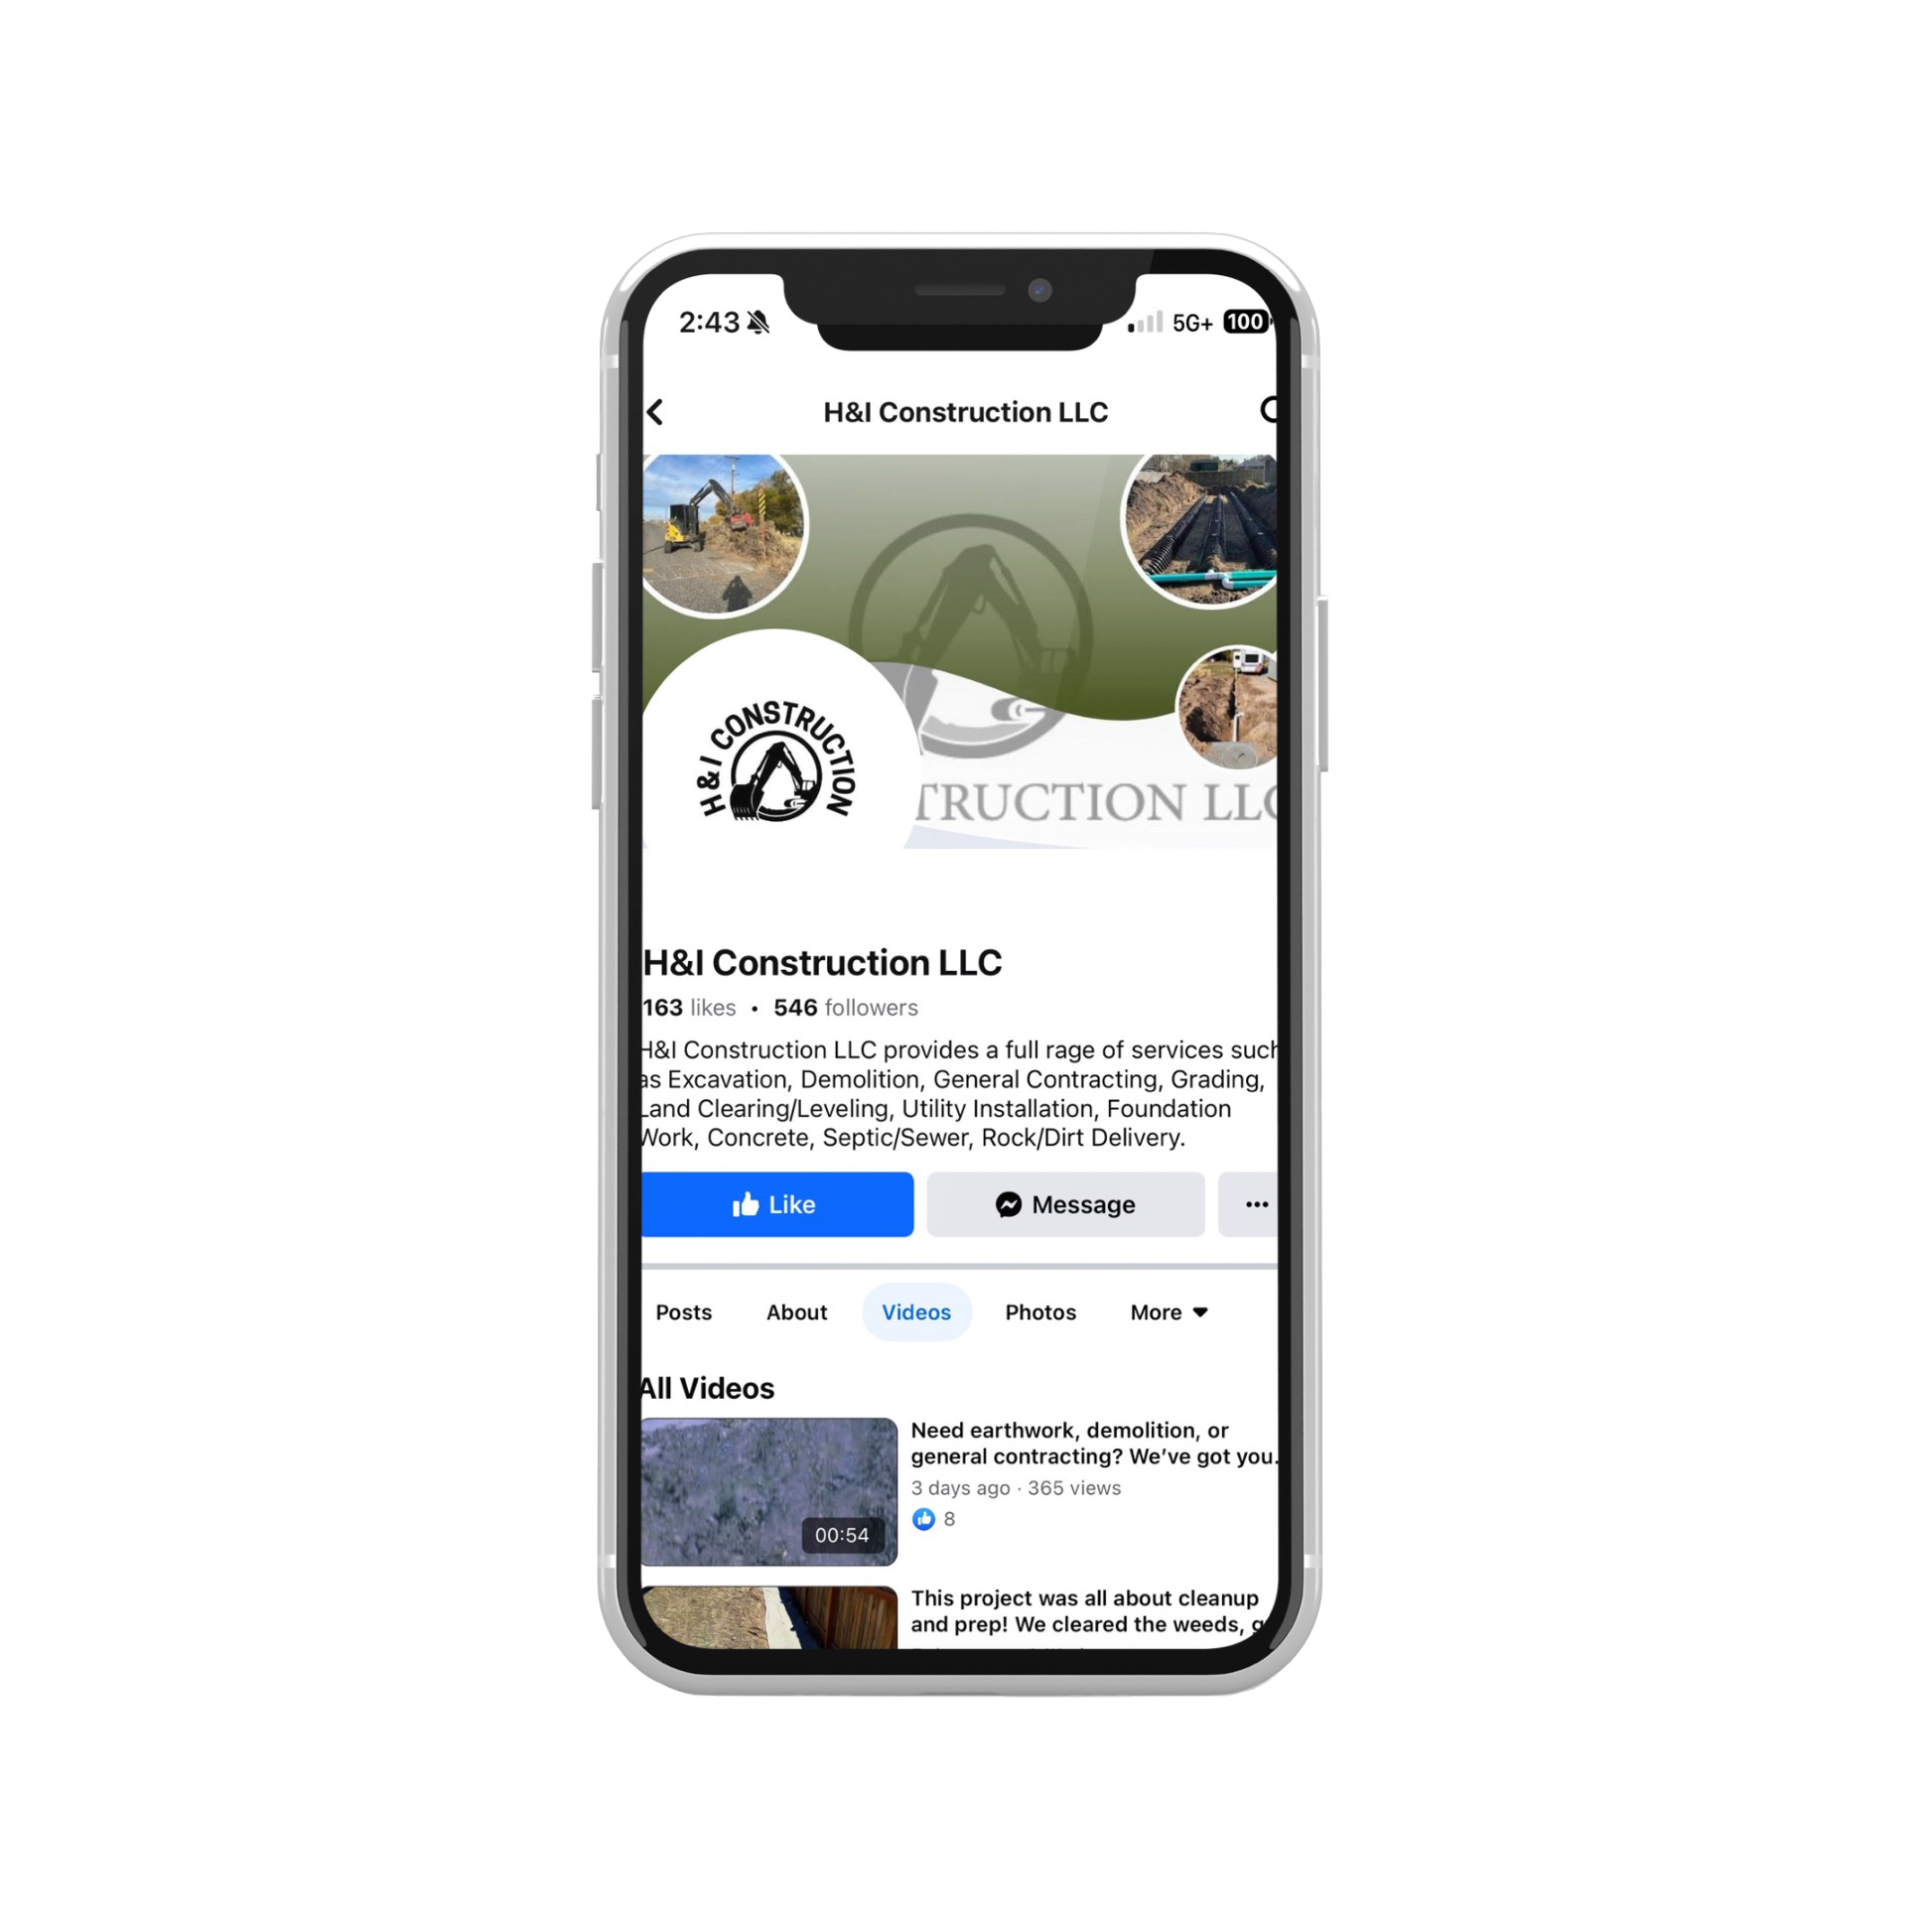 2:43
5G+ 100
H&I Construction LLC
H&I CONSTRUCTION
LLC
H&I Construction LLC
163 likes • 546 followers
H&I Construction LLC provides a full rage of services such
as Excavation, Demolition, General Contracting, Grading,
Land Clearing/Leveling, Utility Installation, Foundation
Work, Concrete, Septic/Sewer, Rock/Dirt Delivery.
Like
Message
Posts
About
Videos
Photos
More
All Videos
Need earthwork, demolition, or
general contracting? We've got you.
3 days ago · 365 views
8
00:54
This project was all about cleanup
and prep! We cleared the weeds,